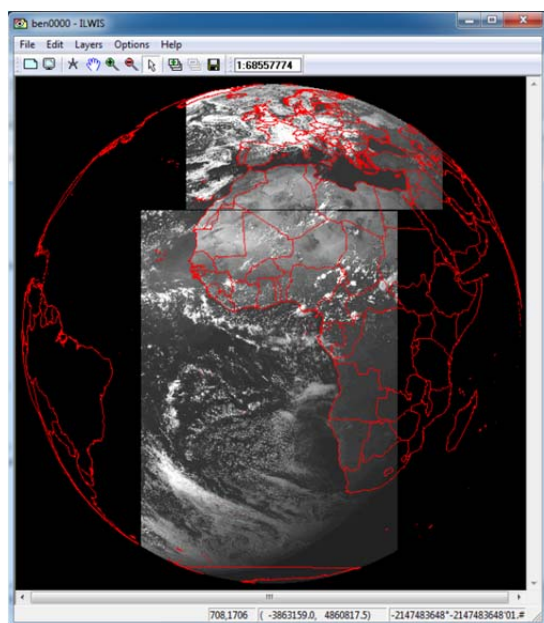 ben0000 - ILWIS
File Edit Layers Options Help
1:68557774
708,1706 ( -3863159.0, 4860817.5) -2147483648°-2147483648'01.#